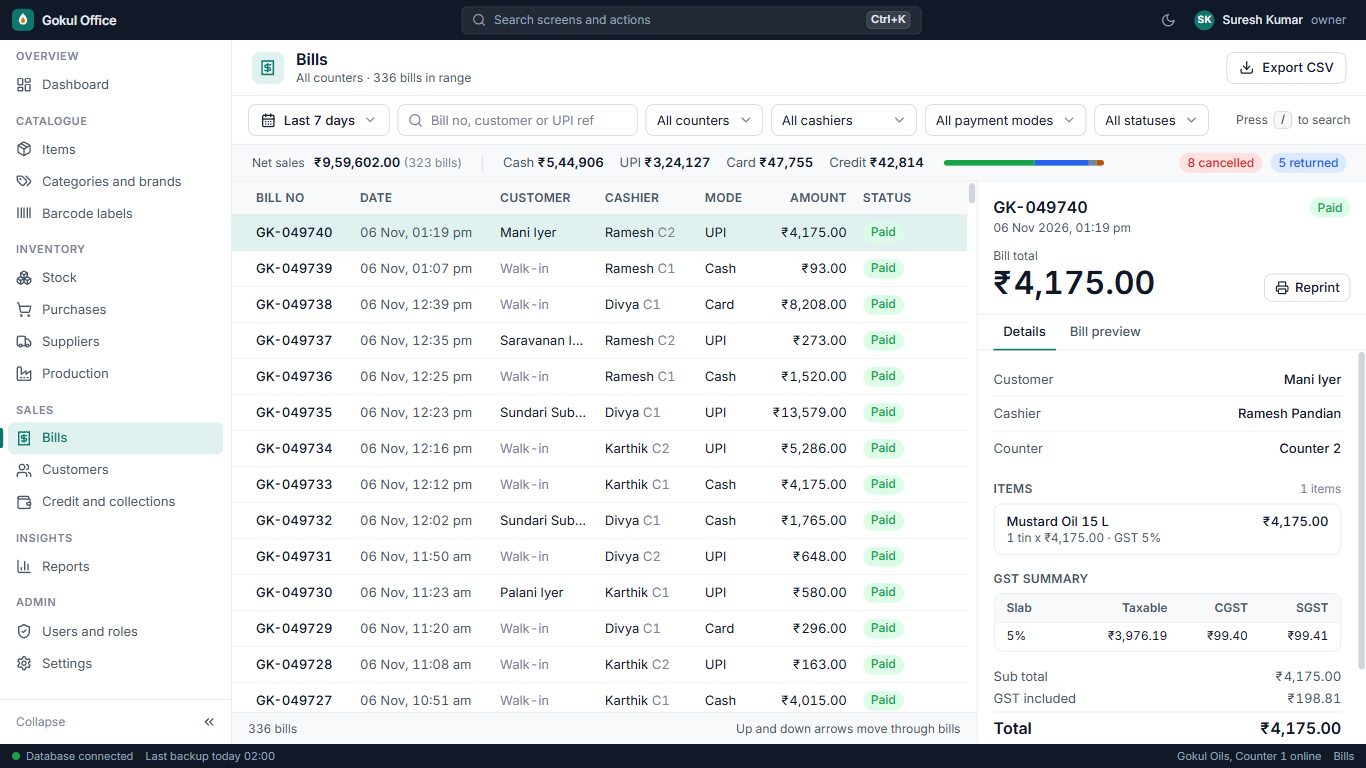 Gokul Office
Search screens and actions Ctrl+K
SK Suresh Kumar owner
OVERVIEW
Dashboard
CATALOGUE
Items
Categories and brands
Barcode labels
INVENTORY
Stock
Purchases
Suppliers
Production
SALES
Bills
Customers
Credit and collections
INSIGHTS
Reports
ADMIN
Users and roles
Settings
Collapse
Bills
All counters · 336 bills in range
Export CSV
Last 7 days
Bill no, customer or UPI ref
All counters
All cashiers
All payment modes
All statuses
Press / to search
Net sales ₹9,59,602.00 (323 bills) Cash ₹5,44,906 UPI ₹3,24,127 Card ₹47,755 Credit ₹42,814 8 cancelled 5 returned
BILL NO DATE CUSTOMER CASHIER MODE AMOUNT STATUS
GK-049740 06 Nov, 01:19 pm Mani Iyer Ramesh C2 UPI ₹4,175.00 Paid
GK-049739 06 Nov, 01:07 pm Walk-in Ramesh C1 Cash ₹93.00 Paid
GK-049738 06 Nov, 12:39 pm Walk-in Divya C1 Card ₹8,208.00 Paid
GK-049737 06 Nov, 12:35 pm Saravanan I... Ramesh C2 UPI ₹273.00 Paid
GK-049736 06 Nov, 12:25 pm Walk-in Ramesh C1 Cash ₹1,520.00 Paid
GK-049735 06 Nov, 12:23 pm Sundari Sub... Divya C1 UPI ₹13,579.00 Paid
GK-049734 06 Nov, 12:16 pm Walk-in Karthik C2 UPI ₹5,286.00 Paid
GK-049733 06 Nov, 12:12 pm Walk-in Karthik C1 Cash ₹4,175.00 Paid
GK-049732 06 Nov, 12:02 pm Sundari Sub... Divya C1 Cash ₹1,765.00 Paid
GK-049731 06 Nov, 11:50 am Walk-in Divya C2 UPI ₹648.00 Paid
GK-049730 06 Nov, 11:23 am Palani Iyer Karthik C1 UPI ₹580.00 Paid
GK-049729 06 Nov, 11:20 am Walk-in Divya C1 Card ₹296.00 Paid
GK-049728 06 Nov, 11:08 am Walk-in Karthik C2 UPI ₹163.00 Paid
GK-049727 06 Nov, 10:51 am Walk-in Karthik C1 Cash ₹4,015.00 Paid
336 bills Up and down arrows move through bills
GK-049740 Paid
06 Nov 2026, 01:19 pm
Bill total
₹4,175.00
Reprint
Details Bill preview
Customer Mani Iyer
Cashier Ramesh Pandian
Counter Counter 2
ITEMS 1 items
Mustard Oil 15 L ₹4,175.00
1 tin x ₹4,175.00 · GST 5%
GST SUMMARY
Slab Taxable CGST SGST
5% ₹3,976.19 ₹99.40 ₹99.41
Sub total ₹4,175.00
GST included ₹198.81
Total ₹4,175.00
Database connected Last backup today 02:00
Gokul Oils, Counter 1 online Bills